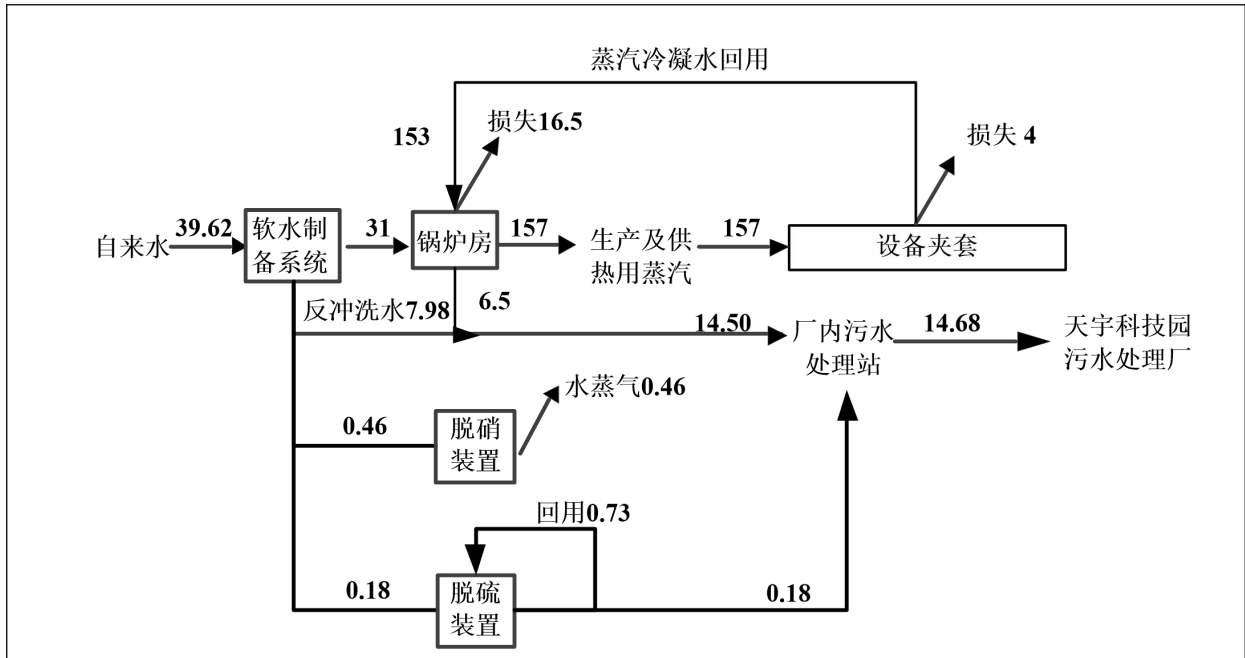 蒸汽冷凝水回用
153
损失16.5
损失 4
自来水
39.62
软水制
备系统
31
锅炉房
157
生产及供
热用蒸汽
157
设备夹套
反冲洗水7.98
6.5
14.50
厂内污水
处理站
14.68
天宇科技园
污水处理厂
水蒸气0.46
0.46
脱硝
装置
回用0.73
0.18
脱硫
装置
0.18